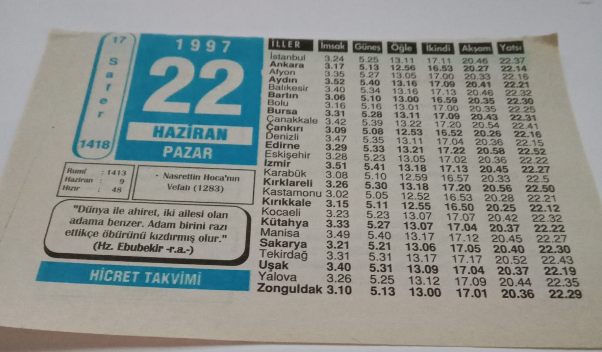 17
Safer
1418
1997
22
HAZİRAN
PAZAR
Rumî : 1413
Haziran : 9
Hızır : 48
· Nasrettin Hoca'nın
Vefatı (1283)
"Dünya ile ahiret, iki ailesi olan
adama benzer. Adam birini razı
ettikçe öbürünü kızdırmış olur."
(Hz. Ebubekir -r.a.-)
HİCRET TAKVİMİ
İLLER İmsak Güneş Öğle İkindi Akşam Yatsı
İstanbul 3.24 5.25 13.11 17.11 20.46 22.37
Ankara 3.17 5.13 12.56 16.53 20.27 22.14
Afyon 3.35 5.27 13.05 17.00 20.33 22.16
Aydın 3.52 5.40 13.16 17.09 20.41 22.21
Balıkesir 3.40 5.34 13.16 17.13 20.46 22.32
Bartın 3.06 5.10 13.00 16.59 20.35 22.30
Bolu 3.16 5.16 13.01 17.00 20.35 22.25
Bursa 3.31 5.28 13.11 17.09 20.43 22.31
Çanakkale 3.42 5.39 13.22 17.20 20.54 22.41
Çankırı 3.09 5.08 12.53 16.52 20.26 22.16
Denizli 3.47 5.35 13.11 17.04 20.36 22.15
Edirne 3.29 5.33 13.21 17.22 20.58 22.52
Eskişehir 3.28 5.23 13.05 17.02 20.36 22.22
İzmir 3.51 5.41 13.18 17.13 20.45 22.27
Karabük 3.08 5.10 12.59 16.57 20.33 22.5
Kırklareli 3.26 5.30 13.18 17.20 20.56 22.50
Kastamonu 3.02 5.05 12.52 16.53 20.28 22.21
Kırıkkale 3.15 5.11 12.55 16.50 20.25 22.12
Kocaeli 3.23 5.23 13.07 17.07 20.42 22.32
Kütahya 3.33 5.27 13.07 17.04 20.37 22.22
Manisa 3.49 5.40 13.17 17.12 20.45 22.27
Sakarya 3.21 5.21 13.06 17.05 20.40 22.30
Tekirdağ 3.31 5.31 13.17 17.17 20.52 22.43
Uşak 3.40 5.31 13.09 17.04 20.37 22.19
Yalova 3.26 5.25 13.12 17.09 20.44 22.35
Zonguldak 3.10 5.13 13.00 17.01 20.36 22.29